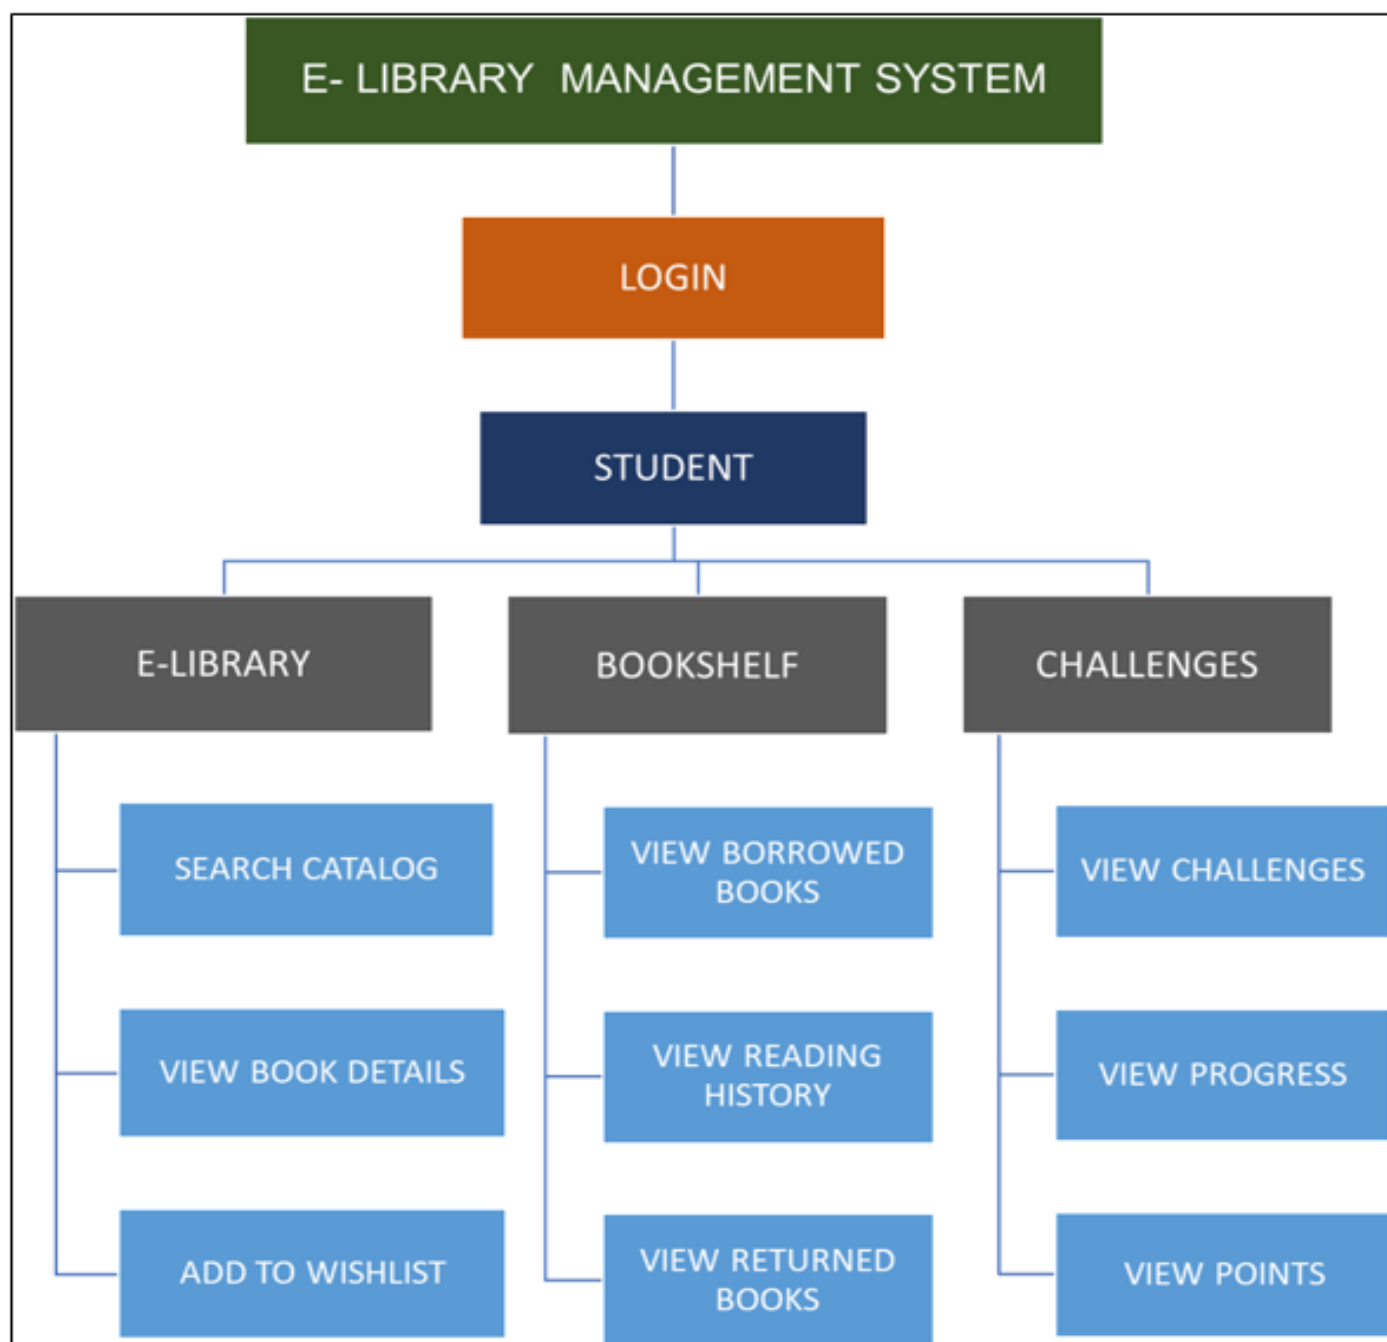 E- LIBRARY MANAGEMENT SYSTEM
LOGIN
STUDENT
E-LIBRARY
BOOKSHELF
CHALLENGES
SEARCH CATALOG
VIEW BORROWED
BOOKS
VIEW CHALLENGES
VIEW BOOK DETAILS
VIEW READING
HISTORY
VIEW PROGRESS
ADD TO WISHLIST
VIEW RETURNED
BOOKS
VIEW POINTS